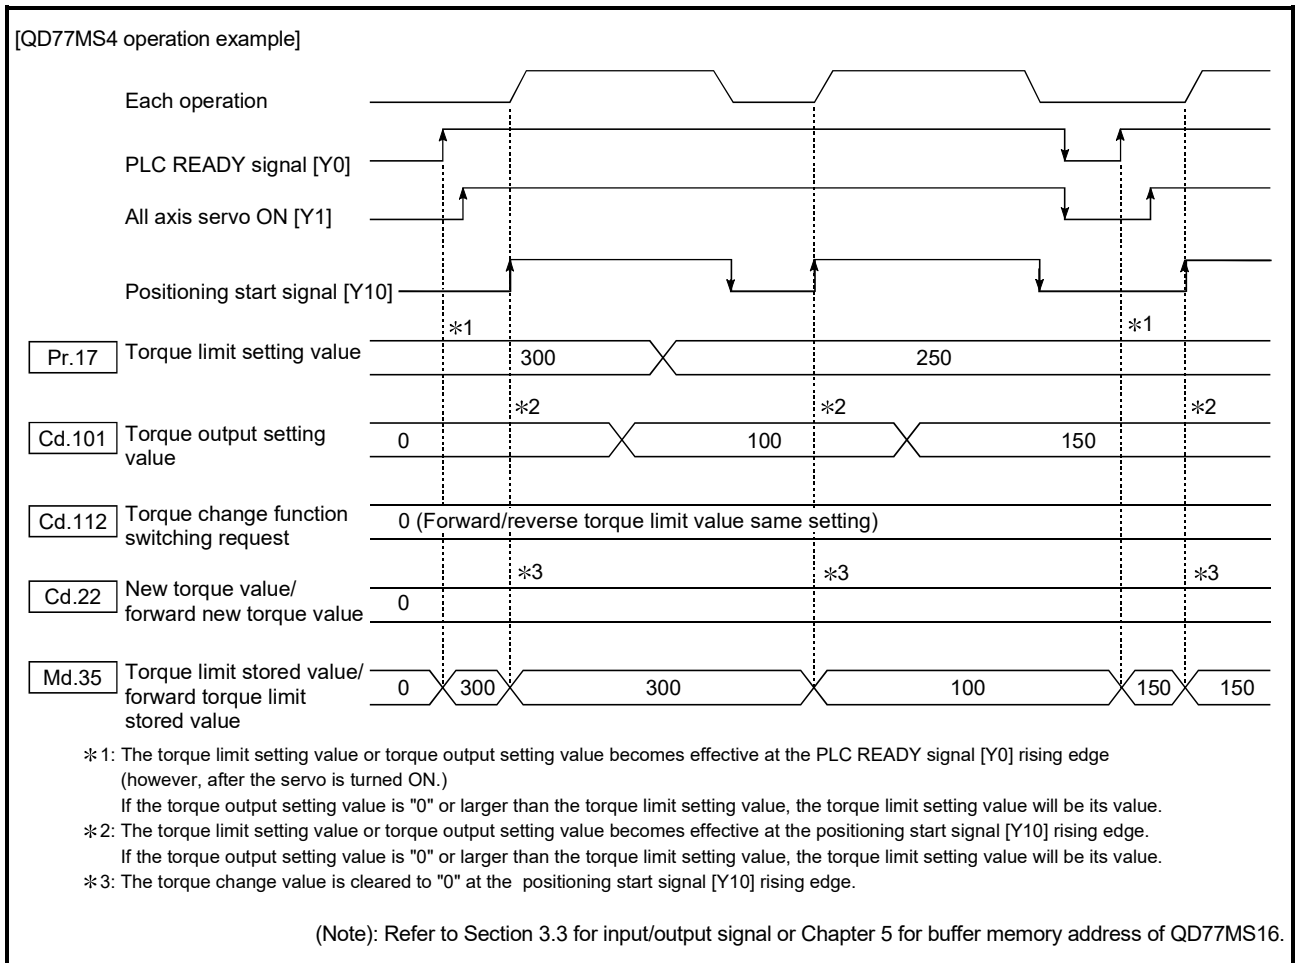 [QD77MS4 operation example]
Each operation
PLC READY signal [Y0]
All axis servo ON [Y1]
Positioning start signal [Y10]
∗1
∗1
Pr.17 Torque limit setting value
300
250
∗2
∗2
∗2
Cd.101 Torque output setting
value
0
100
150
Cd.112 Torque change function
switching request
0 (Forward/reverse torque limit value same setting)
∗3
∗3
∗3
Cd.22 New torque value/
forward new torque value
0
Md.35 Torque limit stored value/
forward torque limit
stored value
0
300
300
100
150
150
∗1: The torque limit setting value or torque output setting value becomes effective at the PLC READY signal [Y0] rising edge
(however, after the servo is turned ON.)
If the torque output setting value is "0" or larger than the torque limit setting value, the torque limit setting value will be its value.
∗2: The torque limit setting value or torque output setting value becomes effective at the positioning start signal [Y10] rising edge.
If the torque output setting value is "0" or larger than the torque limit setting value, the torque limit setting value will be its value.
∗3: The torque change value is cleared to "0" at the positioning start signal [Y10] rising edge.
(Note): Refer to Section 3.3 for input/output signal or Chapter 5 for buffer memory address of QD77MS16.